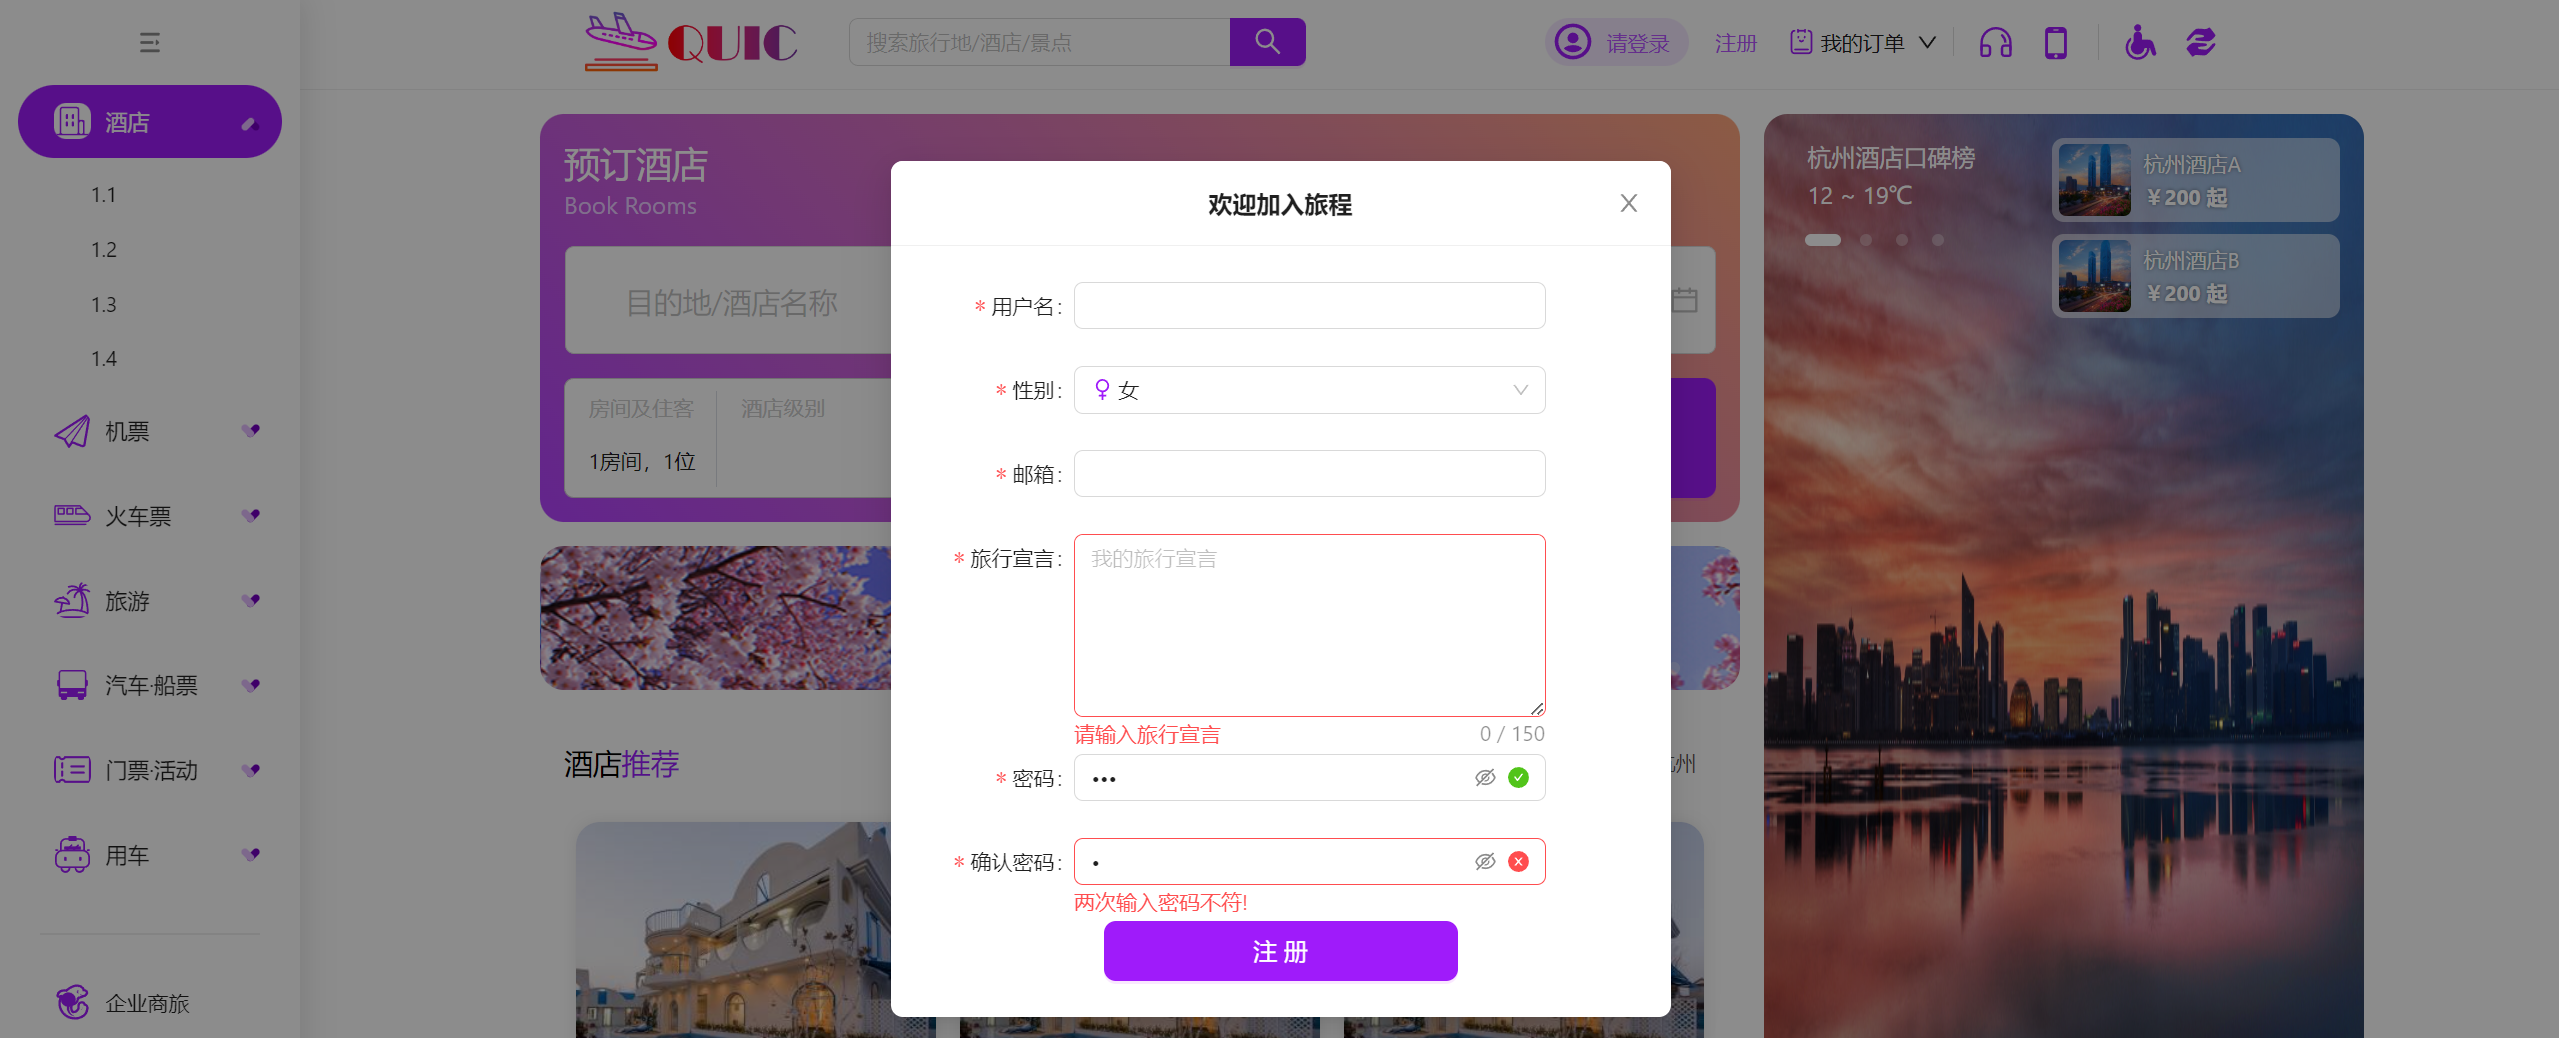 QUIC
搜索旅行地/酒店/景点
请登录
注册
我的订单
酒店
1.1
1.2
1.3
1.4
机票
火车票
旅游
汽车·船票
门票·活动
用车
企业商旅
预订酒店
Book Rooms
目的地/酒店名称
房间及住客
酒店级别
1房间，1位
酒店推荐
杭州酒店口碑榜
12 ~ 19℃
杭州酒店A
￥200 起
杭州酒店B
￥200 起
欢迎加入旅程
* 用户名:
* 性别:
女
* 邮箱:
* 旅行宣言:
我的旅行宣言
请输入旅行宣言
0 / 150
* 密码:
•••
* 确认密码:
•
两次输入密码不符!
注 册